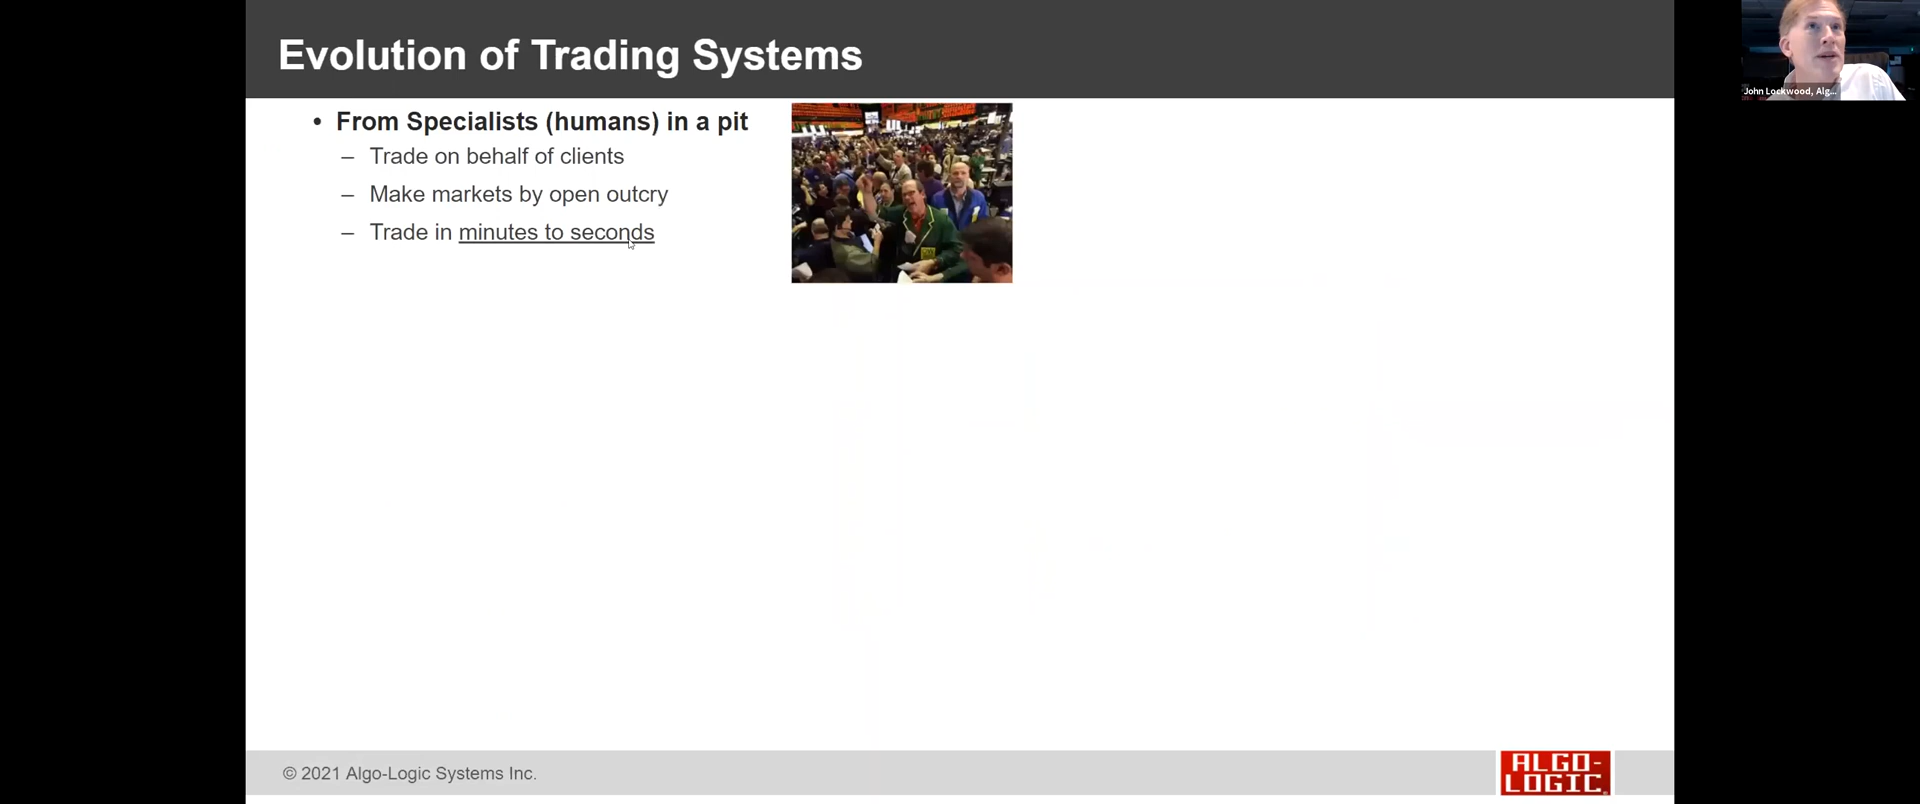 Evolution of Trading Systems
• From Specialists (humans) in a pit
– Trade on behalf of clients
– Make markets by open outcry
– Trade in minutes to seconds
John Lockwood, Alg...
© 2021 Algo-Logic Systems Inc.
ALGO-
LOGIC